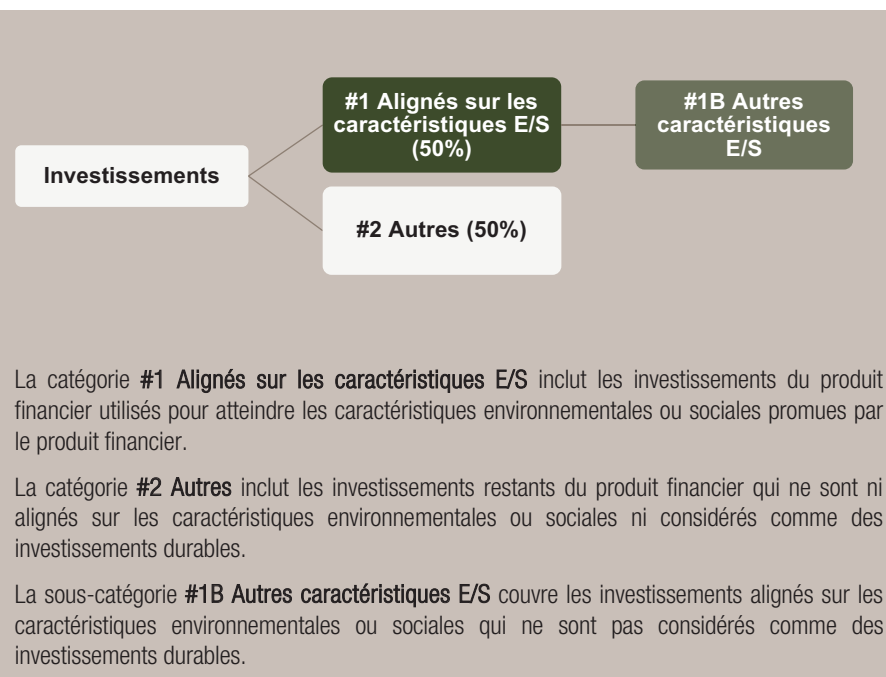 #1 Alignés sur les
caractéristiques E/S
(50%)
#1B Autres
caractéristiques
E/S
Investissements
#2 Autres (50%)
La catégorie #1 Alignés sur les caractéristiques E/S inclut les investissements du produit
financier utilisés pour atteindre les caractéristiques environnementales ou sociales promues par
le produit financier.
La catégorie #2 Autres inclut les investissements restants du produit financier qui ne sont ni
alignés sur les caractéristiques environnementales ou sociales ni considérés comme des
investissements durables.
La sous-catégorie #1B Autres caractéristiques E/S couvre les investissements alignés sur les
caractéristiques environnementales ou sociales qui ne sont pas considérés comme des
investissements durables.